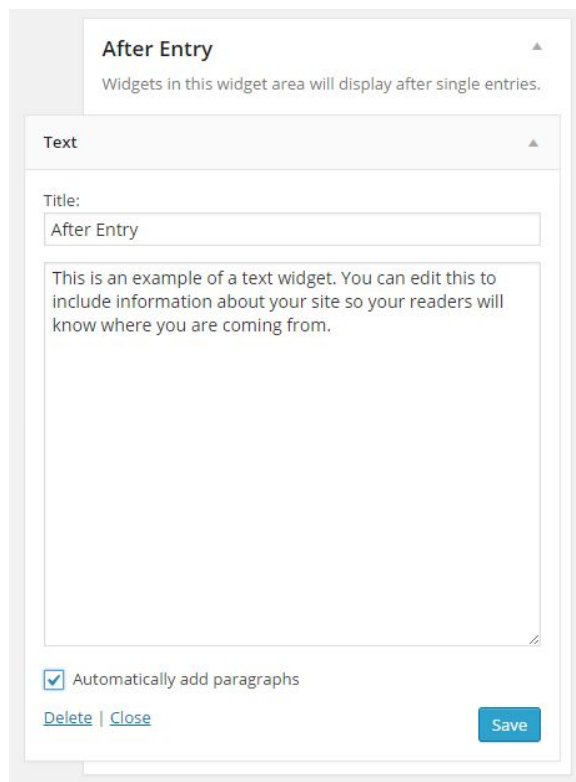 After Entry
Widgets in this widget area will display after single entries.
Text
Title:
After Entry
This is an example of a text widget. You can edit this to
include information about your site so your readers will
know where you are coming from.
Automatically add paragraphs
Delete | Close
Save